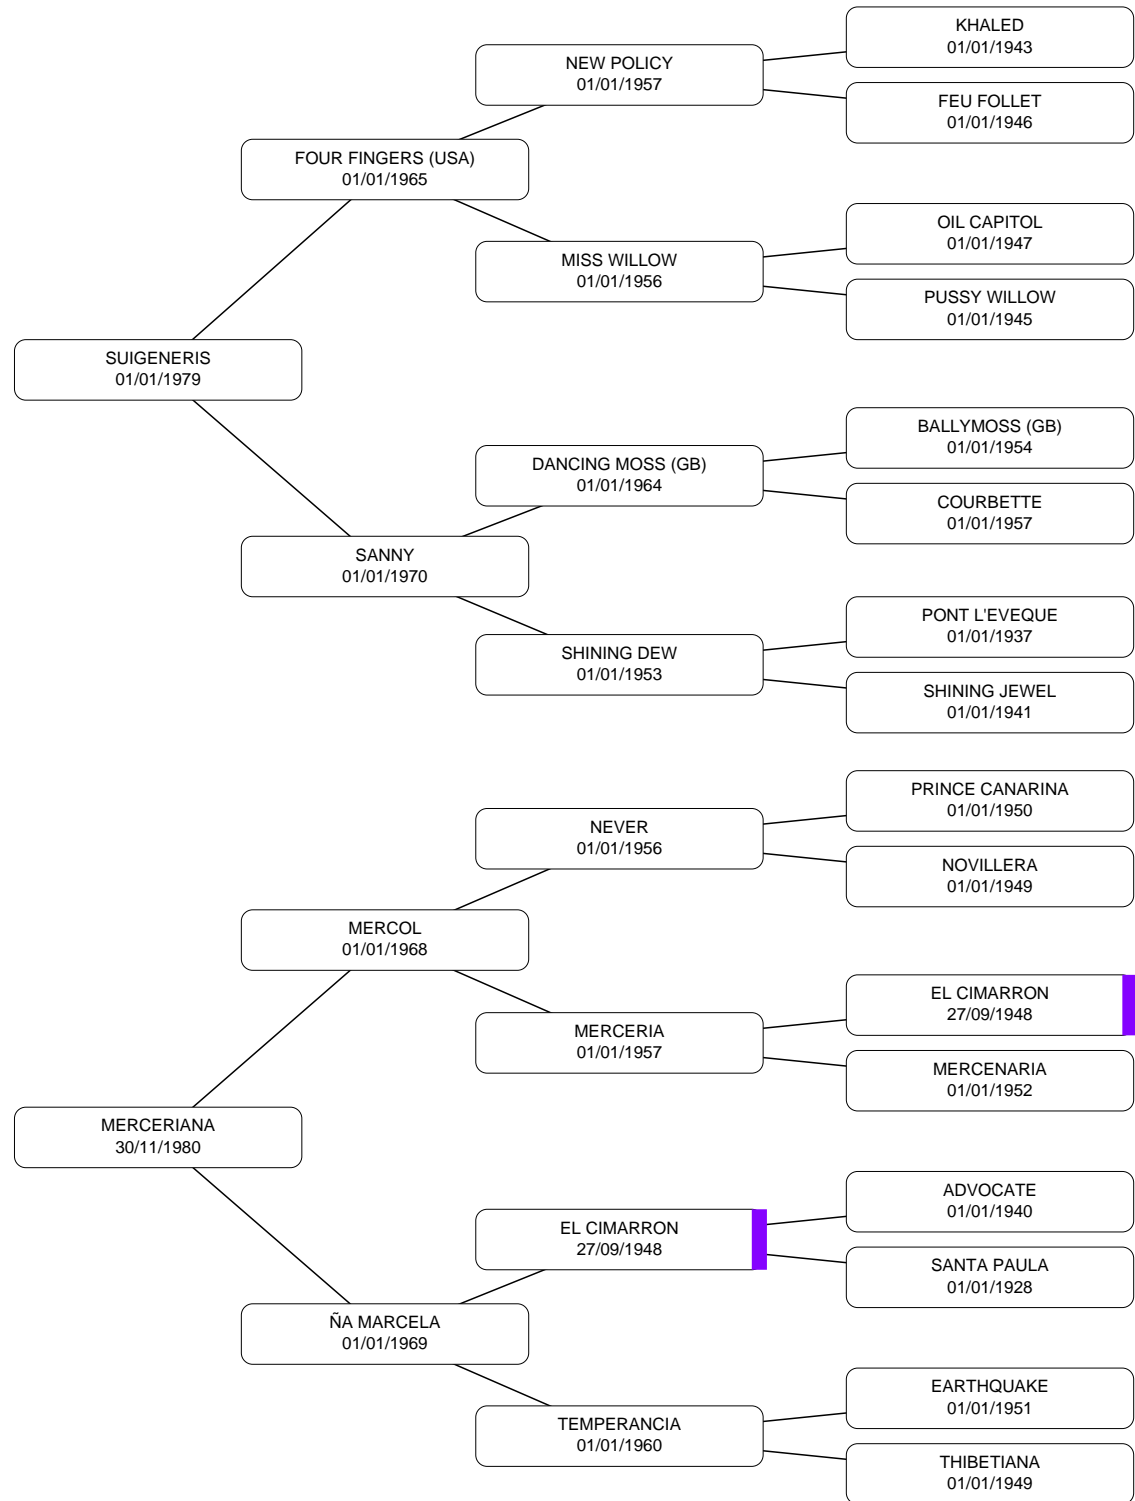 KHALED
01/01/1943
NEW POLICY
01/01/1957
FEU FOLLET
01/01/1946
FOUR FINGERS (USA)
01/01/1965
OIL CAPITOL
01/01/1947
MISS WILLOW
01/01/1956
PUSSY WILLOW
01/01/1945
SUIGENERIS
01/01/1979
BALLYMOSS (GB)
01/01/1954
DANCING MOSS (GB)
01/01/1964
COURBETTE
01/01/1957
SANNY
01/01/1970
PONT L'EVEQUE
01/01/1937
SHINING DEW
01/01/1953
SHINING JEWEL
01/01/1941
PRINCE CANARINA
01/01/1950
NEVER
01/01/1956
NOVILLERA
01/01/1949
MERCOL
01/01/1968
EL CIMARRON
27/09/1948
MERCERIA
01/01/1957
MERCENARIA
01/01/1952
MERCERIANA
30/11/1980
ADVOCATE
01/01/1940
EL CIMARRON
27/09/1948
SANTA PAULA
01/01/1928
ÑA MARCELA
01/01/1969
EARTHQUAKE
01/01/1951
TEMPERANCIA
01/01/1960
THIBETIANA
01/01/1949